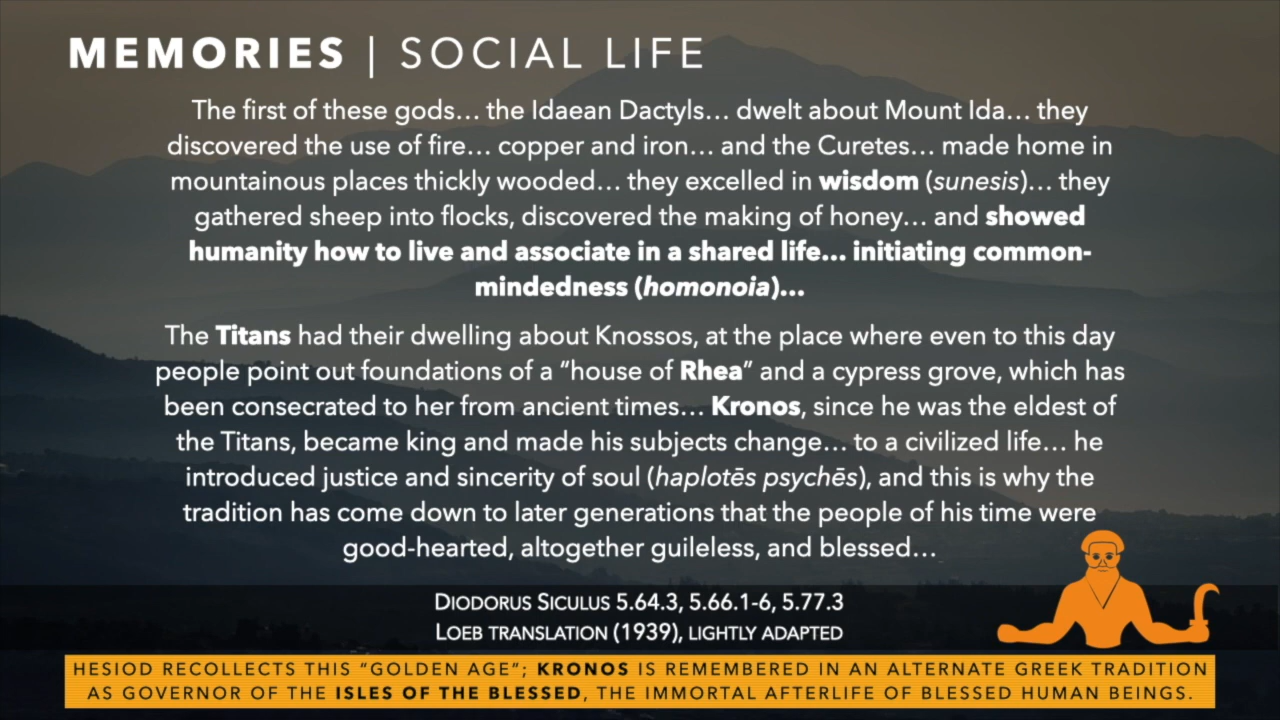 MEMORIES | SOCIAL LIFE
The first of these gods… the Idaean Dactyls… dwelt about Mount Ida… they
discovered the use of fire… copper and iron… and the Curetes… made home in
mountainous places thickly wooded… they excelled in wisdom (sunesis)… they
gathered sheep into flocks, discovered the making of honey… and showed
humanity how to live and associate in a shared life… initiating common-
mindedness (homonoia)…
The Titans had their dwelling about Knossos, at the place where even to this day
people point out foundations of a “house of Rhea” and a cypress grove, which has
been consecrated to her from ancient times… Kronos, since he was the eldest of
the Titans, became king and made his subjects change… to a civilized life… he
introduced justice and sincerity of soul (haplotēs psychēs), and this is why the
tradition has come down to later generations that the people of his time were
good-hearted, altogether guileless, and blessed…
DIODORUS SICULUS 5.64.3, 5.66.1-6, 5.77.3
LOEB TRANSLATION (1939), LIGHTLY ADAPTED
HESIOD RECOLLECTS THIS “GOLDEN AGE”; KRONOS IS REMEMBERED IN AN ALTERNATE GREEK TRADITION
AS GOVERNOR OF THE ISLES OF THE BLESSED, THE IMMORTAL AFTERLIFE OF BLESSED HUMAN BEINGS.